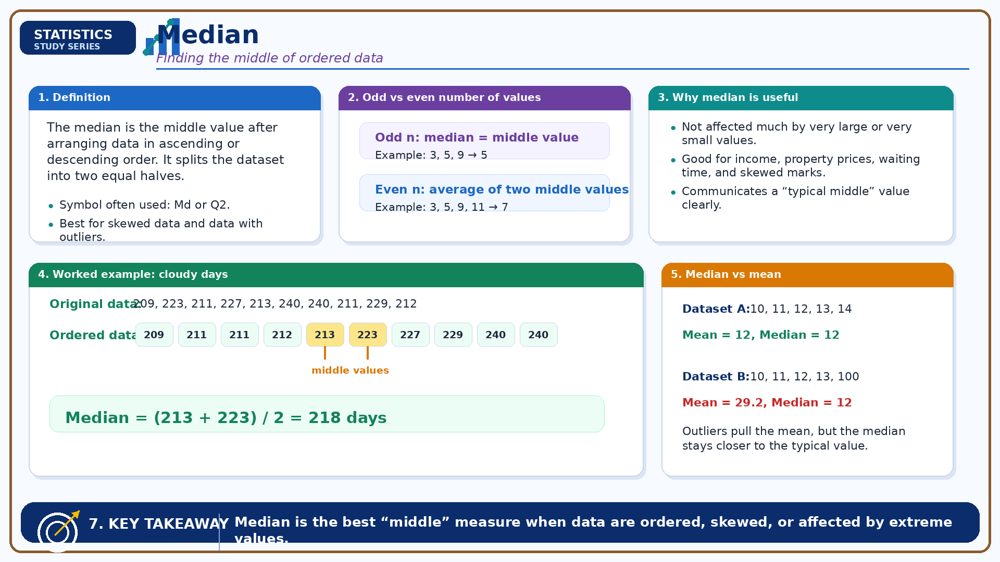 STATISTICS
STUDY SERIES
Median
Finding the middle of ordered data
1. Definition
The median is the middle value after
arranging data in ascending or
descending order. It splits the dataset
into two equal halves.
• Symbol often used: Md or Q2.
• Best for skewed data and data with
outliers.
2. Odd vs even number of values
Odd n: median = middle value
Example: 3, 5, 9 → 5
Even n: average of two middle values
Example: 3, 5, 9, 11 → 7
3. Why median is useful
• Not affected much by very large or very
small values.
• Good for income, property prices, waiting
time, and skewed marks.
• Communicates a “typical middle” value
clearly.
4. Worked example: cloudy days
Original data: 209, 223, 211, 227, 213, 240, 240, 211, 229, 212
Ordered data 209 211 211 212 213 223 227 229 240 240
middle values
Median = (213 + 223) / 2 = 218 days
5. Median vs mean
Dataset A: 10, 11, 12, 13, 14
Mean = 12, Median = 12
Dataset B: 10, 11, 12, 13, 100
Mean = 29.2, Median = 12
Outliers pull the mean, but the median
stays closer to the typical value.
7. KEY TAKEAWAY
Median is the best “middle” measure when data are ordered, skewed, or affected by extreme
values.